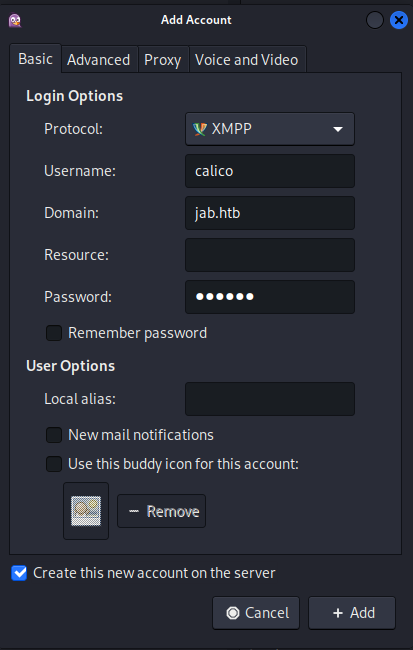 Add Account
Basic Advanced Proxy Voice and Video
Login Options
Protocol: XMPP
Username: calico
Domain: jab.htb
Resource:
Password: ●●●●●●
Remember password
User Options
Local alias:
New mail notifications
Use this buddy icon for this account:
Remove
Create this new account on the server
Cancel Add